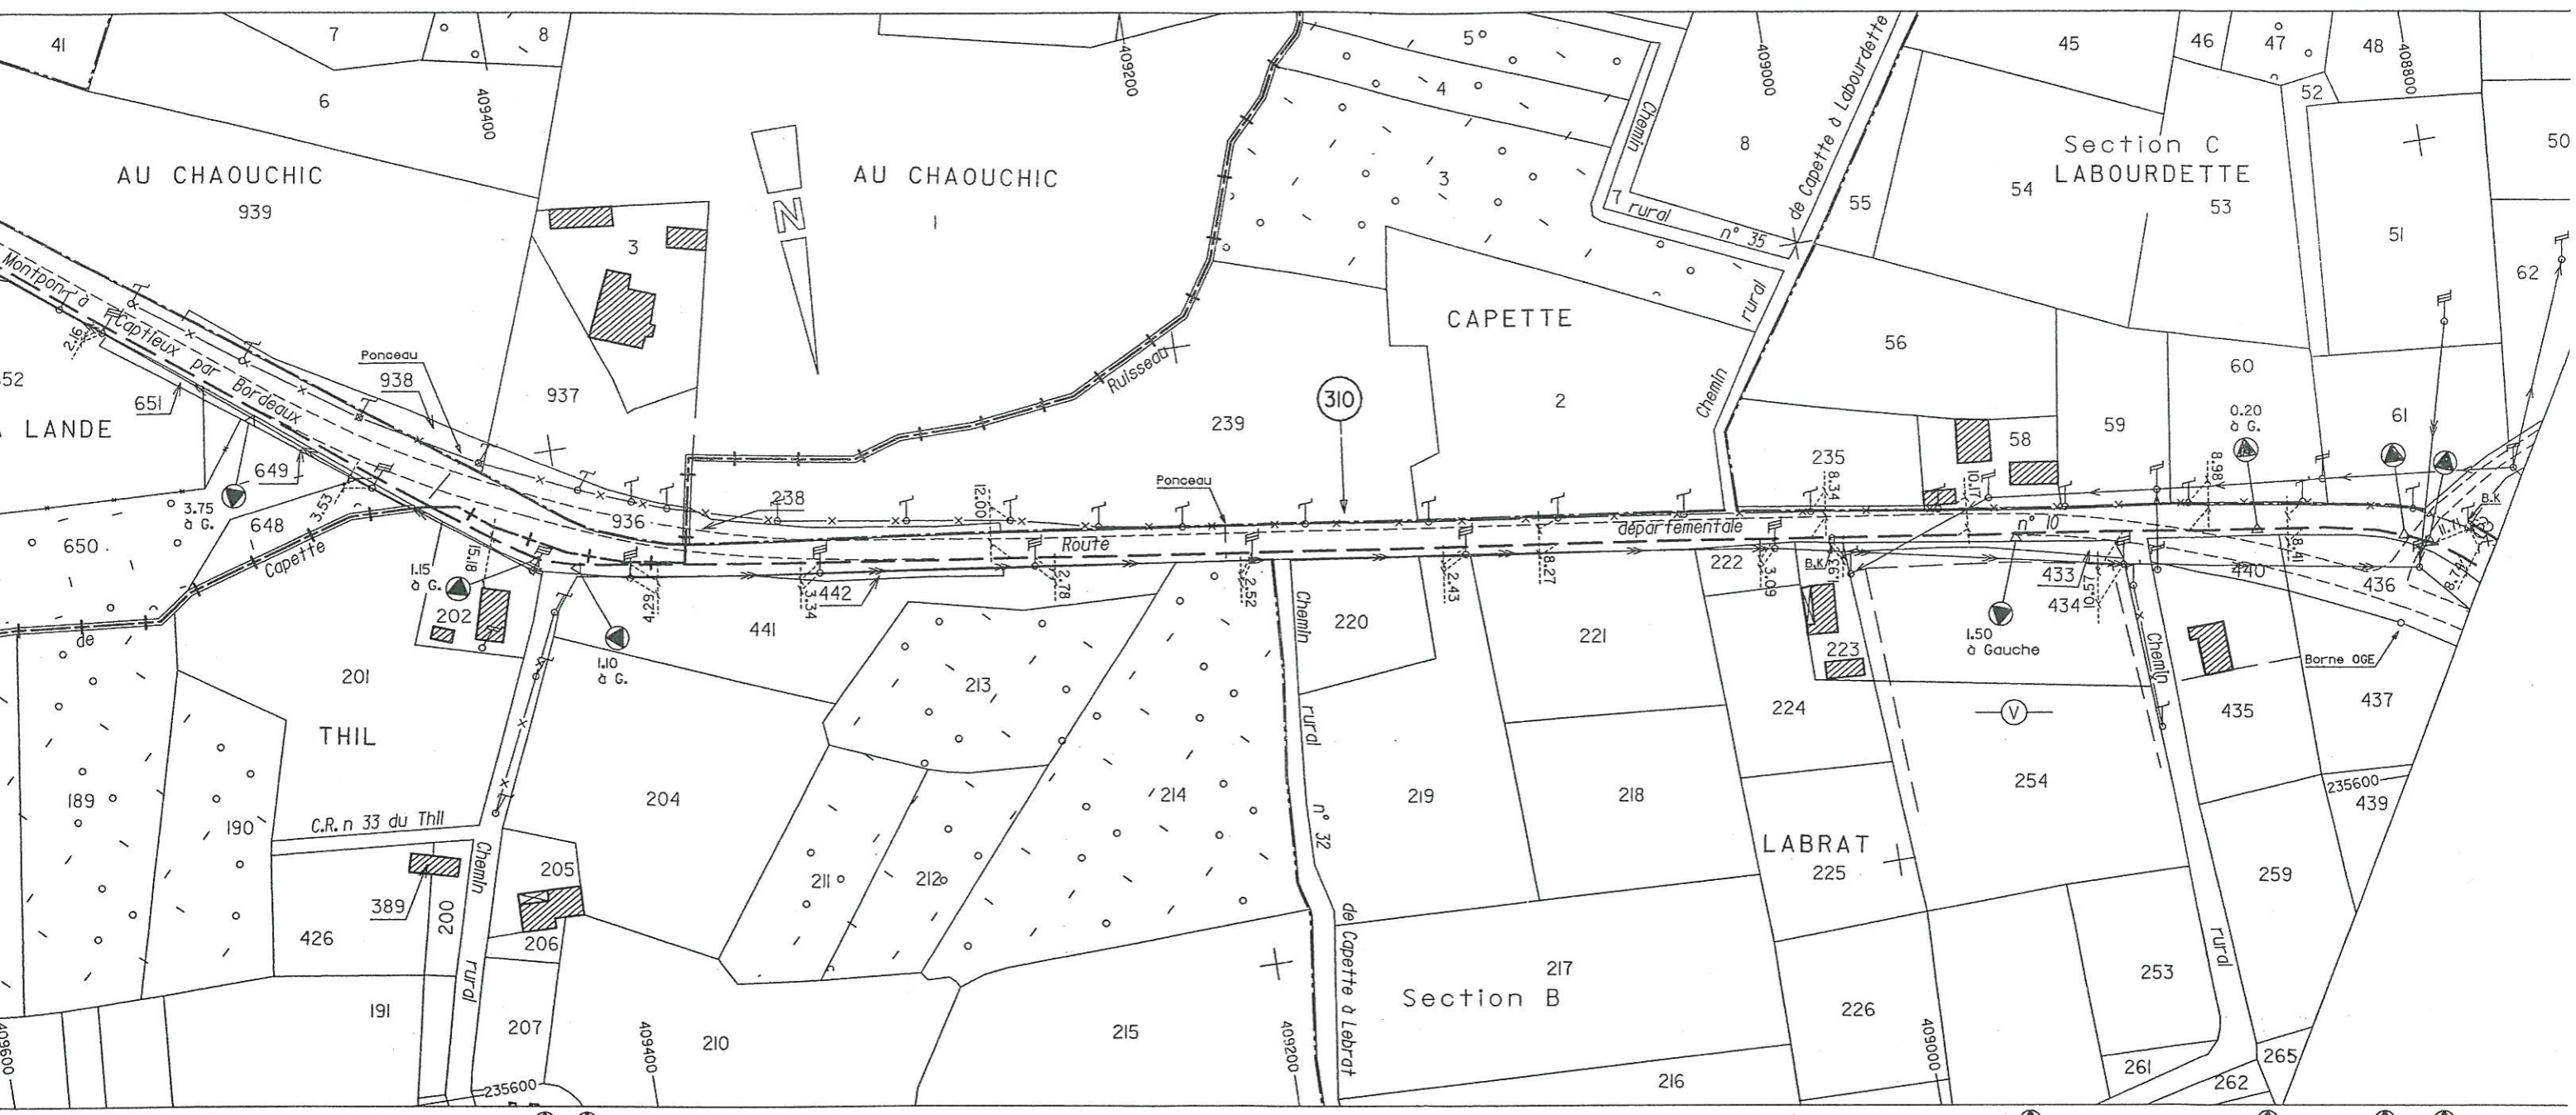 41
7
8
5°
45
46
47
48
408800
409400
409200
409000
6
4
3
8
52
50
Section C
LABOURDETTE
53
54
55
51
62
AU CHAOUCHIC
939
AU CHAOUCHIC
1
3
Chemin
7 rural
n° 35
de Capette à Labourdette
rural
Chemin
CAPETTE
2
56
60
0.20
à G.
61
59
58
235
Montpon à
Captieux par Bordeaux
2.16
Ponceau
938
937
651
LANDE
649
3.75
à G.
648
3.53
650
Ruisseau
239
310
238
936
12.00
Ponceau
Route
départementale
n° 10
8.34
10.17
8.98
8.41
B.K
Capette
de
1.15
à G.
5.18
202
4.29
3.34
442
2.78
2.52
2.43
8.27
222
3.09
B.K
433
434
10.57
440
436
441
1.10
à G.
201
THIL
213
214
Chemin
rural
n° 32
de Capette à Lebrat
220
221
223
224
1.50
à Gauche
V
Chemin
rural
435
437
Borne OGE
189
190
C.R. n 33 du Thil
Chemin
rural
204
211
212
219
218
254
235600
439
389
200
205
206
426
LABRAT
225
259
217
Section B
253
191
207
210
215
216
226
261
262
265
409600
409400
409200
409000
235600